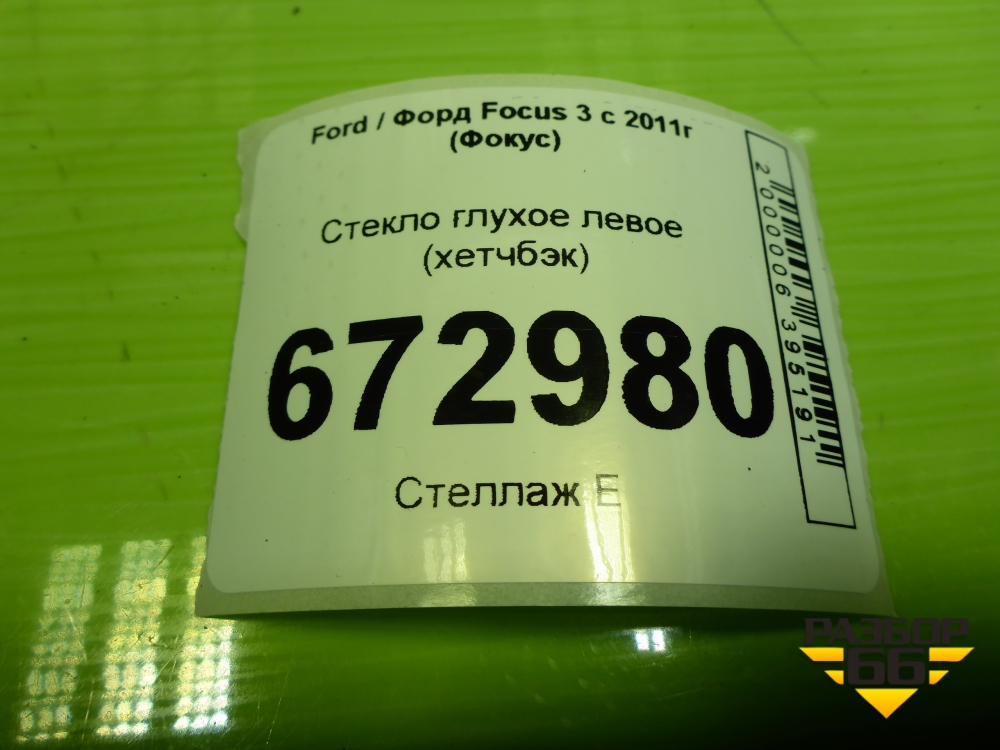 Ford / Форд Focus 3 с 2011г
(Фокус)
Стекло глухое левое
(хетчбэк)
672980
Стеллаж Е
2000006395191
РАЗБОР
66